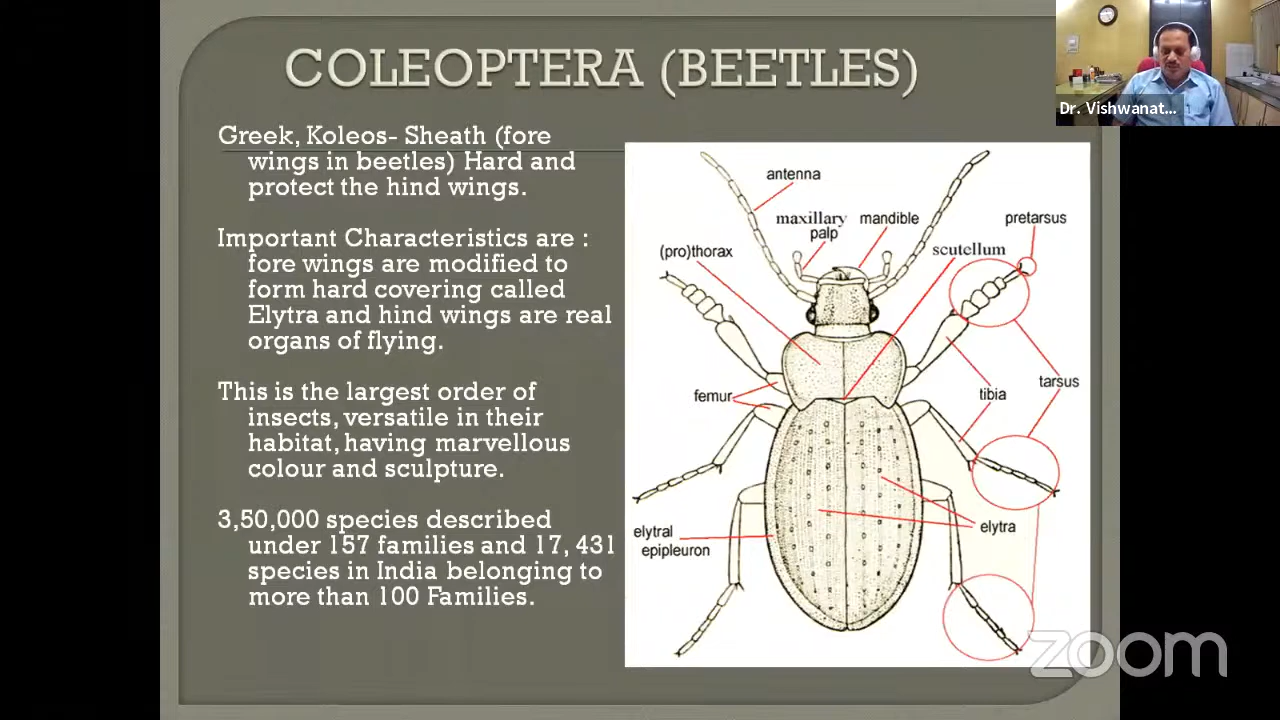 COLEOPTERA (BEETLES)
Greek, Koleos- Sheath (fore
wings in beetles) Hard and
protect the hind wings.
Important Characteristics are :
fore wings are modified to
form hard covering called
Elytra and hind wings are real
organs of flying.
This is the largest order of
insects, versatile in their
habitat, having marvellous
colour and sculpture.
3,50,000 species described
under 157 families and 17, 431
species in India belonging to
more than 100 Families.
antenna
maxillary
palp
mandible
pretarsus
(pro)thorax
scutellum
femur
tibia
tarsus
elytral
epipleuron
elytra
Dr. Vishwanat...
zoom